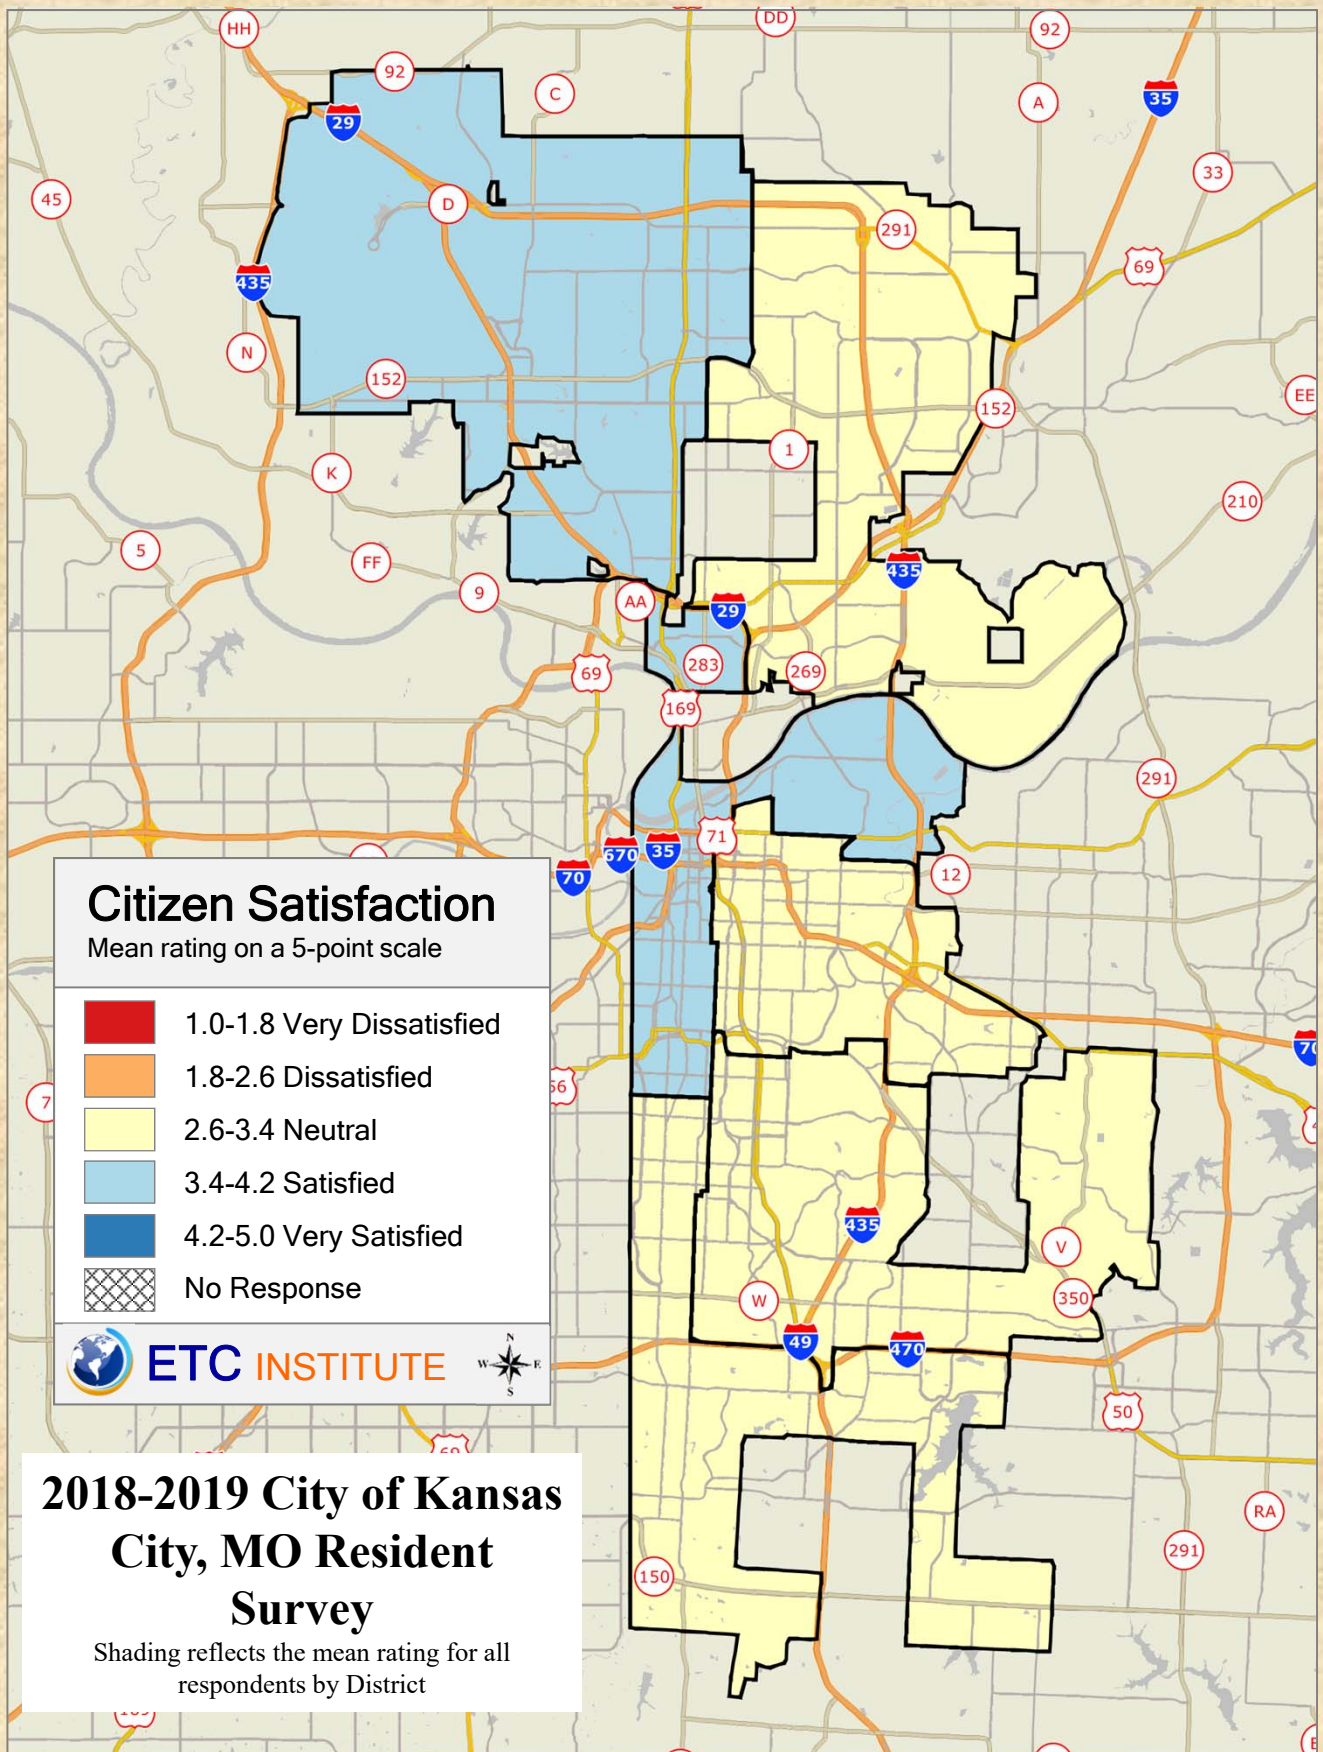 HH
DD
92
92
C
A
35
29
33
45
D
291
69
435
N
152
EE
152
1
K
210
5
FF
435
9
AA
29
283
269
69
169
291
71
670
35
70
12
Citizen Satisfaction
Mean rating on a 5-point scale
1.0-1.8 Very Dissatisfied
1.8-2.6 Dissatisfied
2.6-3.4 Neutral
3.4-4.2 Satisfied
4.2-5.0 Very Satisfied
No Response
ETC INSTITUTE
N
W E
S
70
56
7
435
V
W
350
49
470
50
69
2018-2019 City of Kansas
City, MO Resident
Survey
Shading reflects the mean rating for all
respondents by District
RA
291
150
169